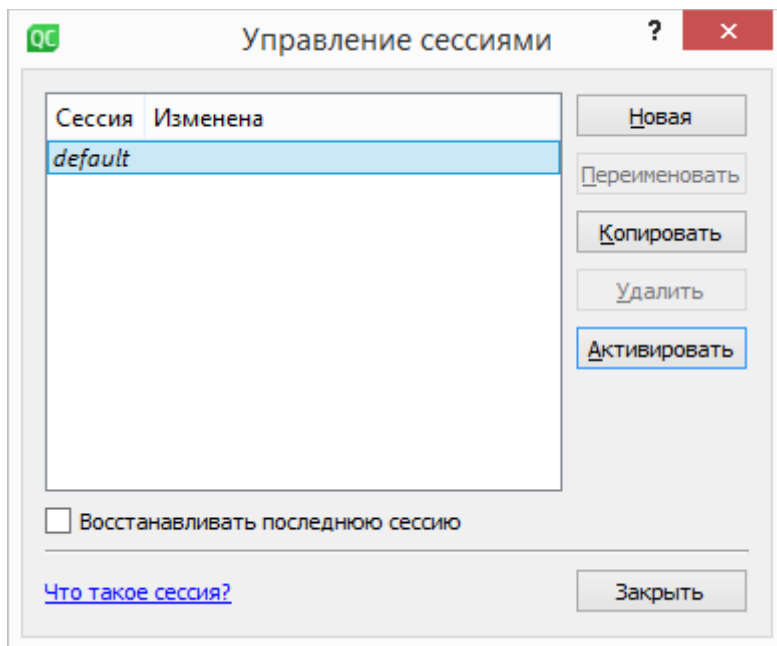 QC Управление сессиями ? ×
Сессия Изменена
default
Новая
Переименовать
Копировать
Удалить
Активировать
Восстанавливать последнюю сессию
Что такое сессия? Закрыть